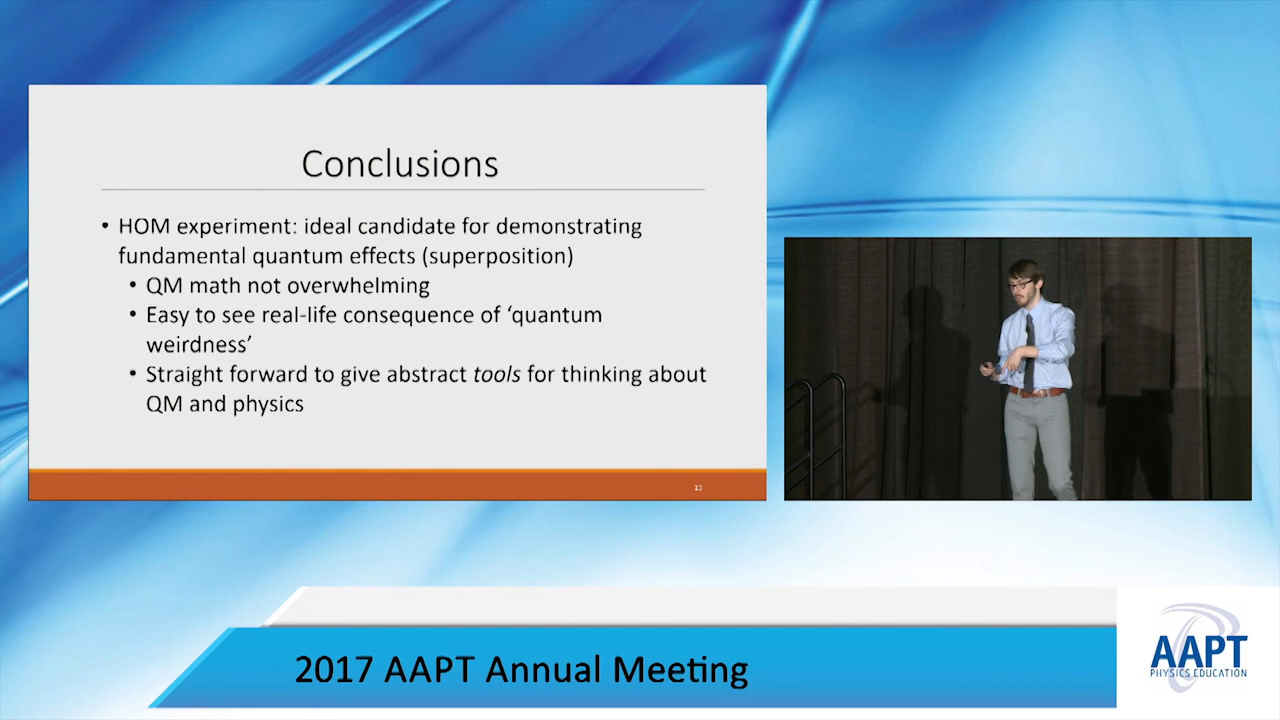 Conclusions
• HOM experiment: ideal candidate for demonstrating
fundamental quantum effects (superposition)
• QM math not overwhelming
• Easy to see real-life consequence of ‘quantum
weirdness’
• Straight forward to give abstract tools for thinking about
QM and physics
2017 AAPT Annual Meeting
AAPT
PHYSICS EDUCATION